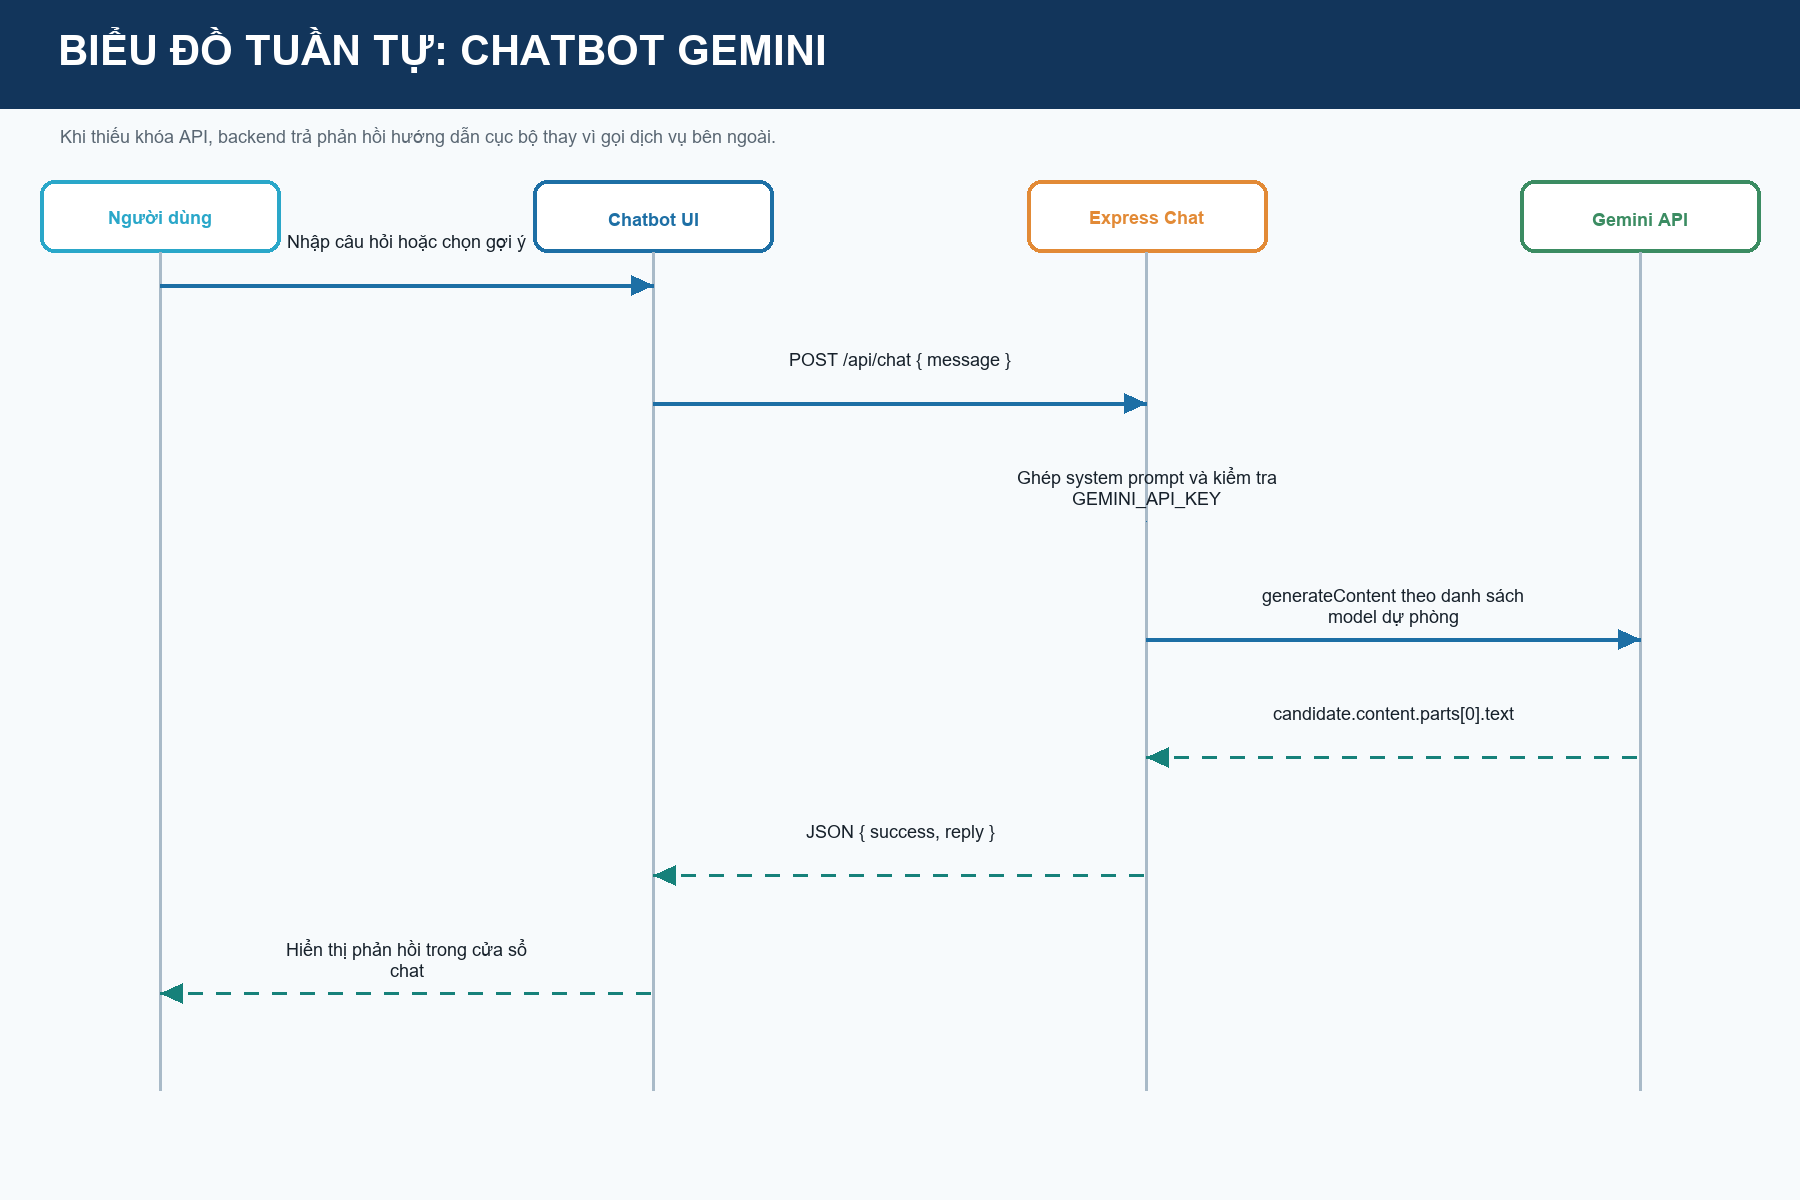 BIỂU ĐỒ TUẦN TỰ: CHATBOT GEMINI
Khi thiếu khóa API, backend trả phản hồi hướng dẫn cục bộ thay vì gọi dịch vụ bên ngoài.
Người dùng
Chatbot UI
Express Chat
Gemini API
Nhập câu hỏi hoặc chọn gợi ý
POST /api/chat { message }
Ghép system prompt và kiểm tra
GEMINI_API_KEY
generateContent theo danh sách
model dự phòng
candidate.content.parts[0].text
JSON { success, reply }
Hiển thị phản hồi trong cửa sổ
chat